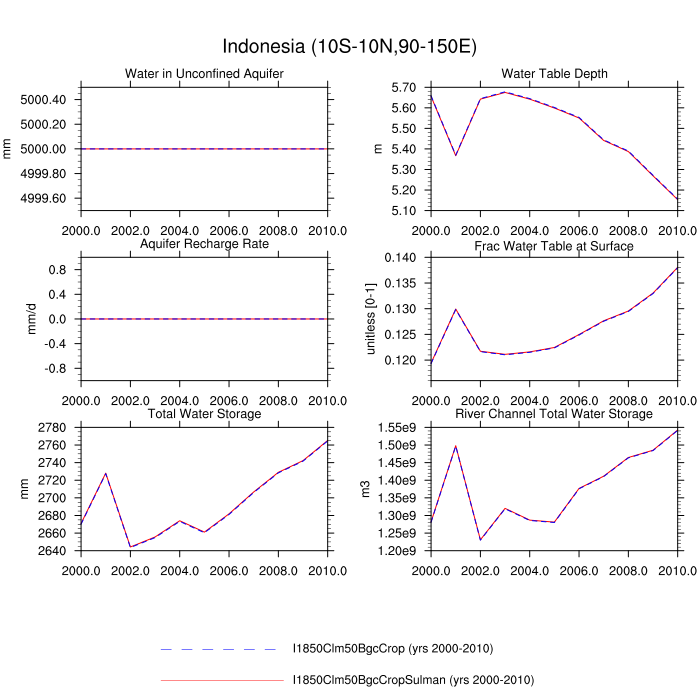 Indonesia (10S-10N,90-150E)
Water in Unconfined Aquifer
5000.40
5000.20
5000.00
4999.80
4999.60
mm
2000.0 2002.0 2004.0 2006.0 2008.0 2010.0
Water Table Depth
5.70
5.60
5.50
5.40
5.30
5.20
5.10
m
2000.0 2002.0 2004.0 2006.0 2008.0 2010.0
Aquifer Recharge Rate
0.8
0.4
0.0
-0.4
-0.8
mm/d
2000.0 2002.0 2004.0 2006.0 2008.0 2010.0
Frac Water Table at Surface
0.140
0.135
0.130
0.125
0.120
unitless [0-1]
2000.0 2002.0 2004.0 2006.0 2008.0 2010.0
Total Water Storage
2780
2760
2740
2720
2700
2680
2660
2640
mm
2000.0 2002.0 2004.0 2006.0 2008.0 2010.0
River Channel Total Water Storage
1.55e9
1.50e9
1.45e9
1.40e9
1.35e9
1.30e9
1.25e9
1.20e9
m3
2000.0 2002.0 2004.0 2006.0 2008.0 2010.0
I1850Clm50BgcCrop (yrs 2000-2010)
I1850Clm50BgcCropSulman (yrs 2000-2010)